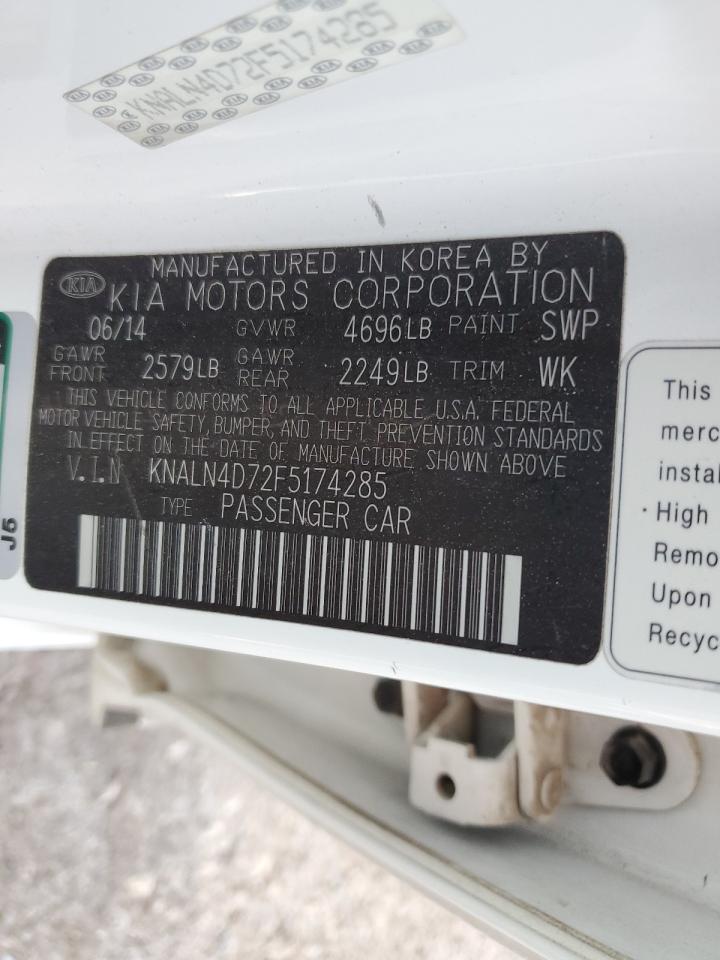 KNALN4D72F5174285
MANUFACTURED IN KOREA BY
KIA KIA MOTORS CORPORATION
06/14 GVWR 4696LB PAINT SWP
GAWR FRONT 2579LB GAWR REAR 2249LB TRIM WK
THIS VEHICLE CONFORMS TO ALL APPLICABLE U.S.A. FEDERAL
MOTOR VEHICLE SAFETY, BUMPER, AND THEFT PREVENTION STANDARDS
IN EFFECT ON THE DATE OF MANUFACTURE SHOWN ABOVE
V.I.N KNALN4D72F5174285
TYPE PASSENGER CAR
J5
This
merc
instal
· High
Remo
Upon
Recyc